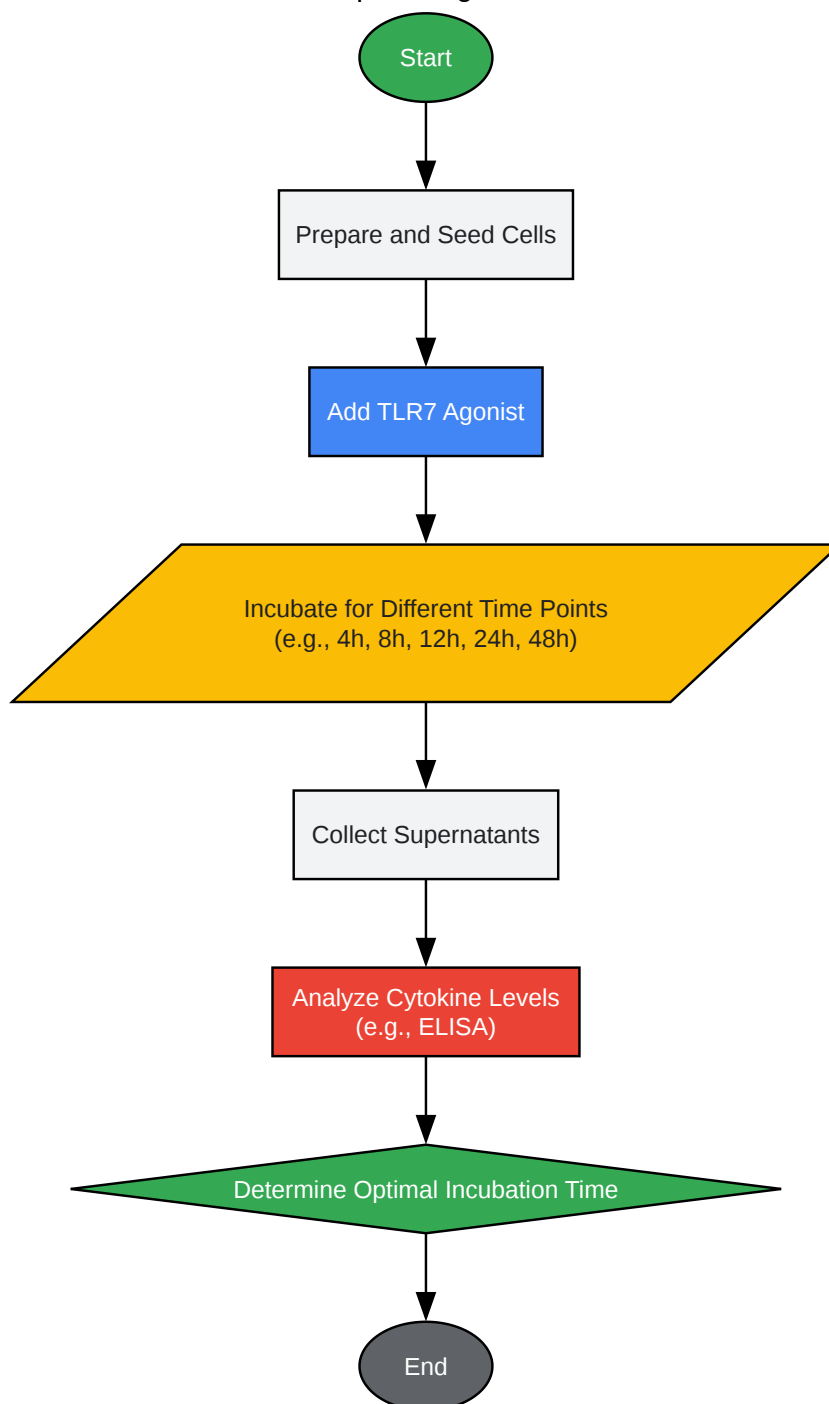 Start
Prepare and Seed Cells
Add TLR7 Agonist
Incubate for Different Time Points
(e.g., 4h, 8h, 12h, 24h, 48h)
Collect Supernatants
Analyze Cytokine Levels
(e.g., ELISA)
Determine Optimal Incubation Time
End